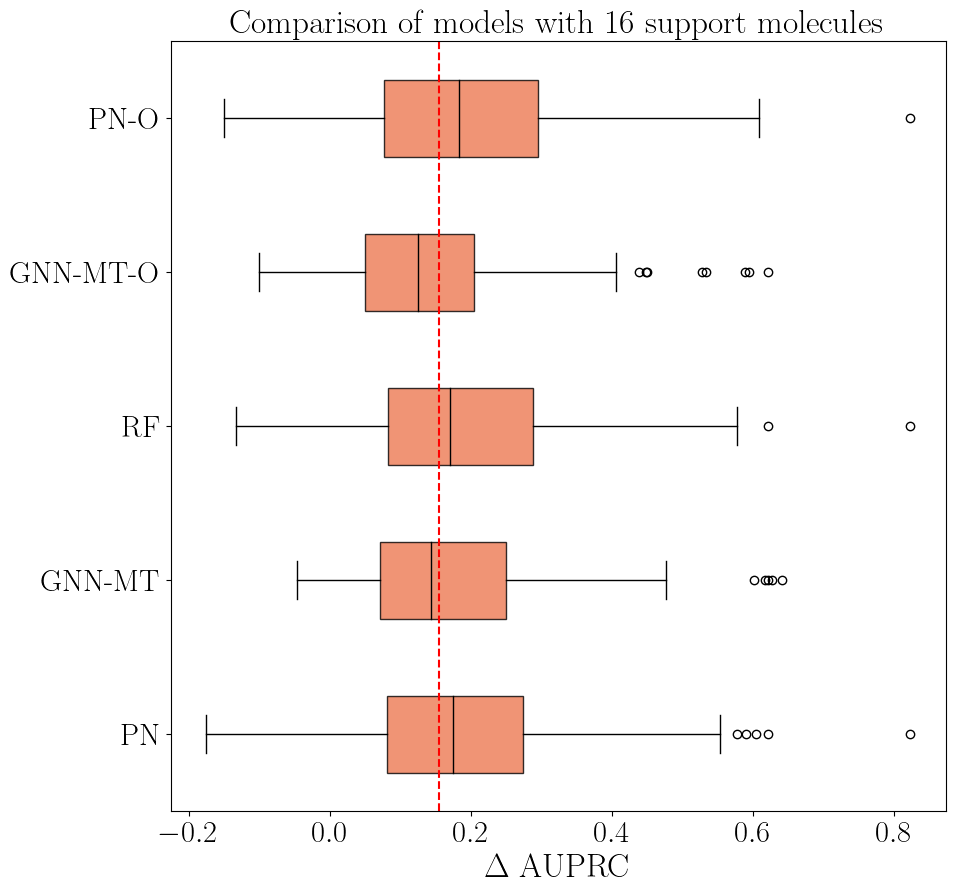 Comparison of models with 16 support molecules
PN-O
GNN-MT-O
RF
GNN-MT
PN
−0.2 0.0 0.2 0.4 0.6 0.8
Δ AUPRC